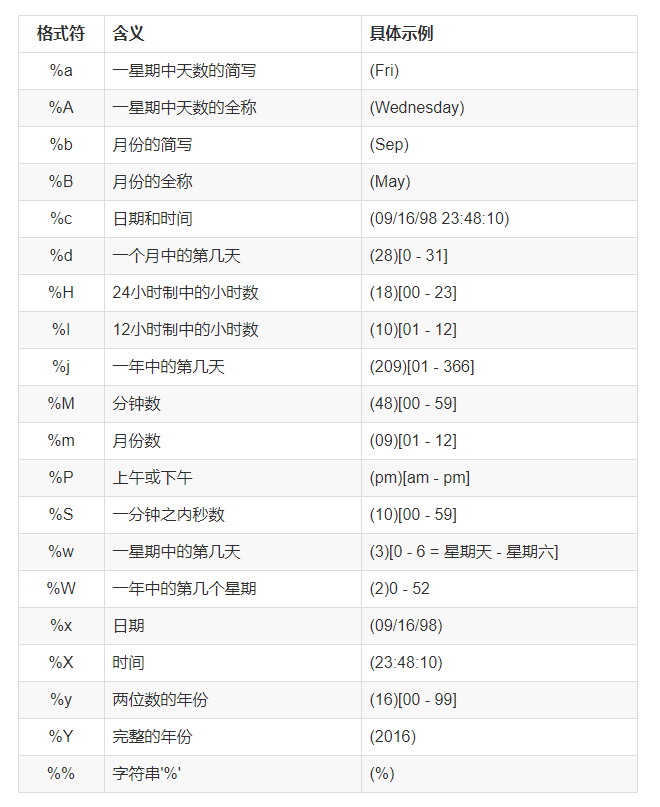 格式符 含义 具体示例
%a 一星期中天数的简写 (Fri)
%A 一星期中天数的全称 (Wednesday)
%b 月份的简写 (Sep)
%B 月份的全称 (May)
%c 日期和时间 (09/16/98 23:48:10)
%d 一个月中的第几天 (28)[0 - 31]
%H 24小时制中的小时数 (18)[00 - 23]
%I 12小时制中的小时数 (10)[01 - 12]
%j 一年中的第几天 (209)[01 - 366]
%M 分钟数 (48)[00 - 59]
%m 月份数 (09)[01 - 12]
%P 上午或下午 (pm)[am - pm]
%S 一分钟之内秒数 (10)[00 - 59]
%w 一星期中的第几天 (3)[0 - 6 = 星期天 - 星期六]
%W 一年中的第几个星期 (2)0 - 52
%x 日期 (09/16/98)
%X 时间 (23:48:10)
%y 两位数的年份 (16)[00 - 99]
%Y 完整的年份 (2016)
%% 字符串'%' (%)